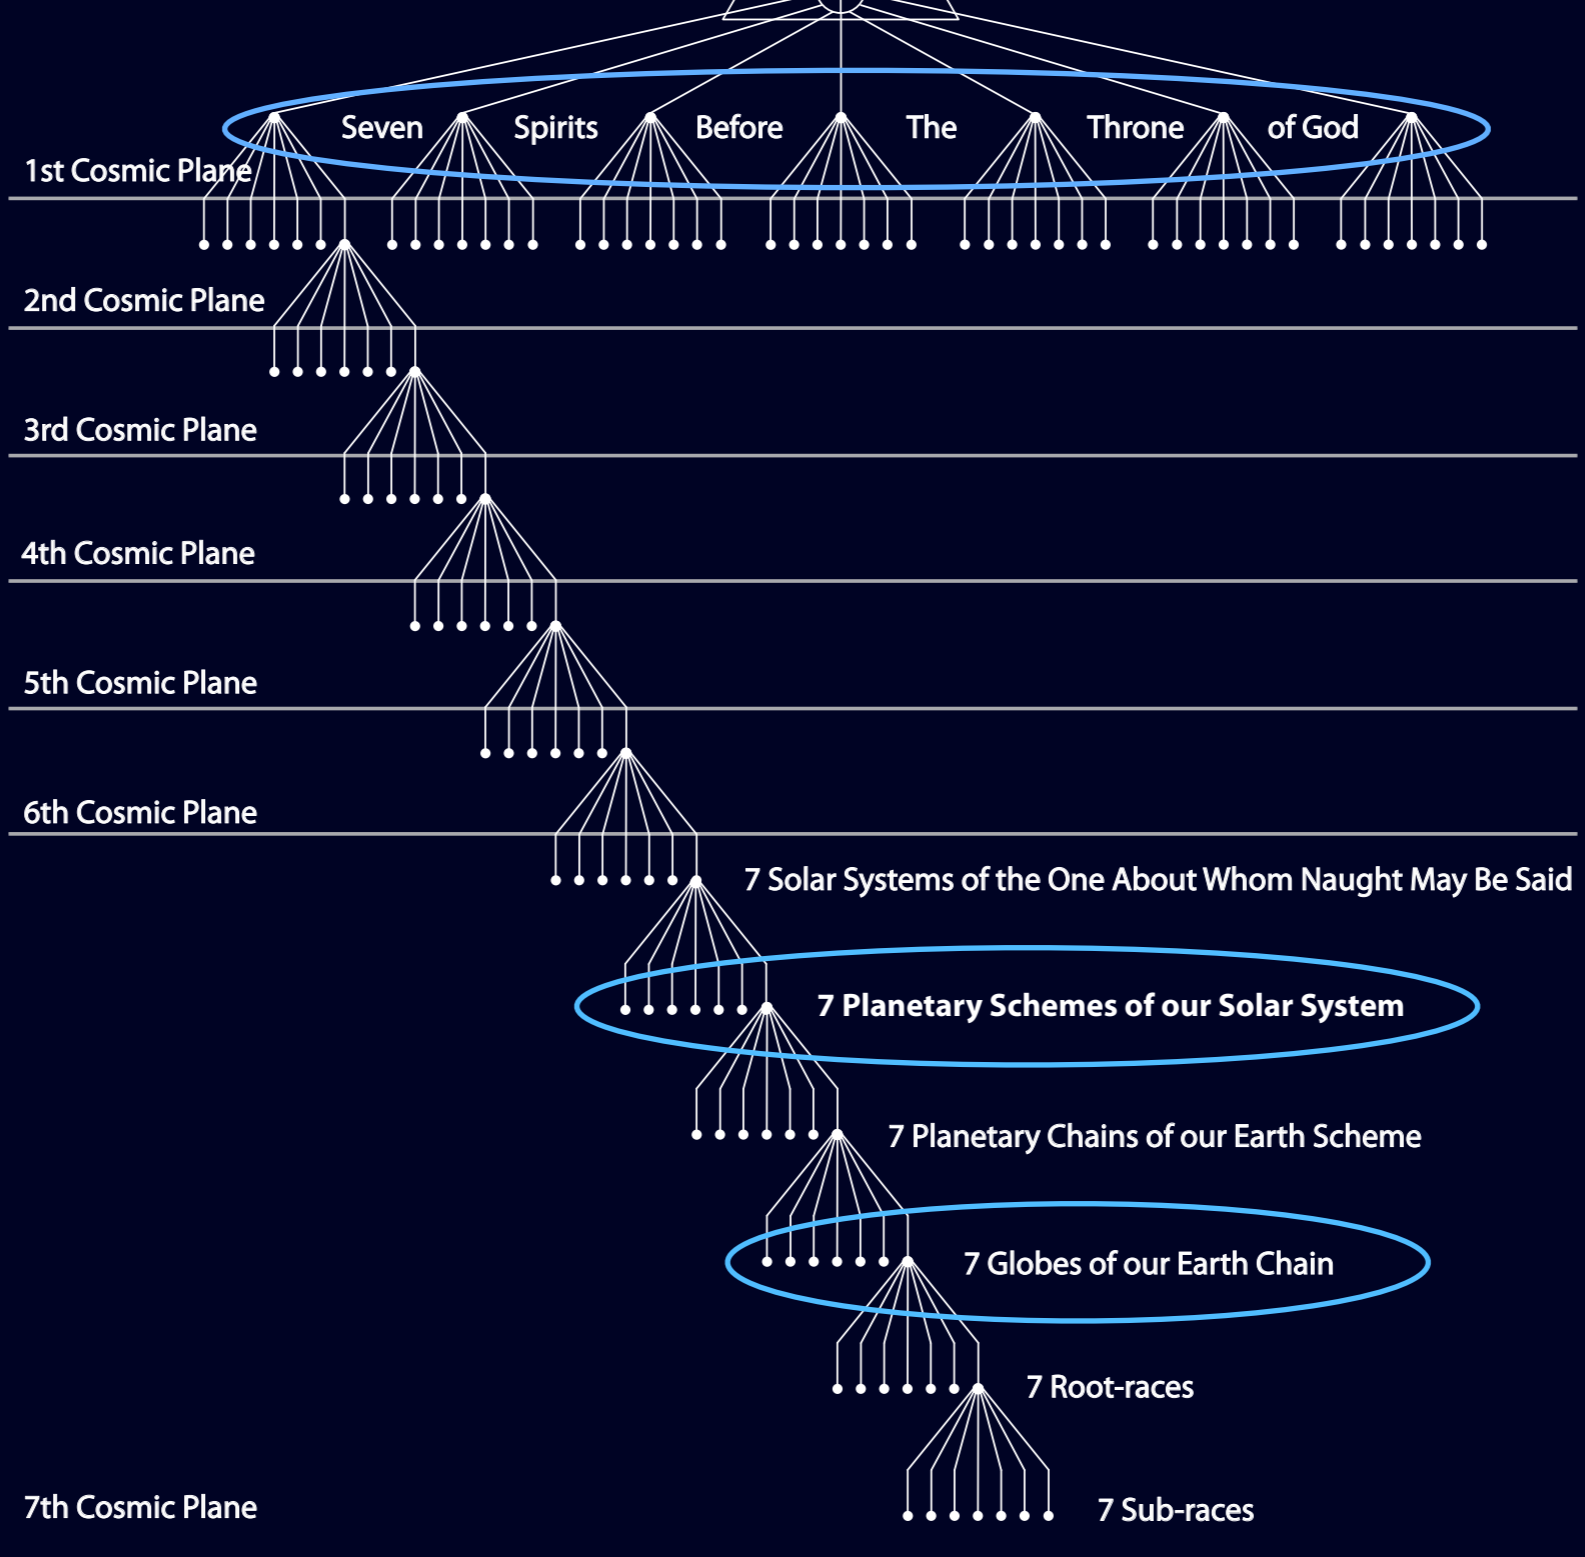 Seven Spirits Before The Throne of God
1st Cosmic Plane
2nd Cosmic Plane
3rd Cosmic Plane
4th Cosmic Plane
5th Cosmic Plane
6th Cosmic Plane
7 Solar Systems of the One About Whom Naught May Be Said
7 Planetary Schemes of our Solar System
7 Planetary Chains of our Earth Scheme
7 Globes of our Earth Chain
7 Root-races
7th Cosmic Plane
7 Sub-races